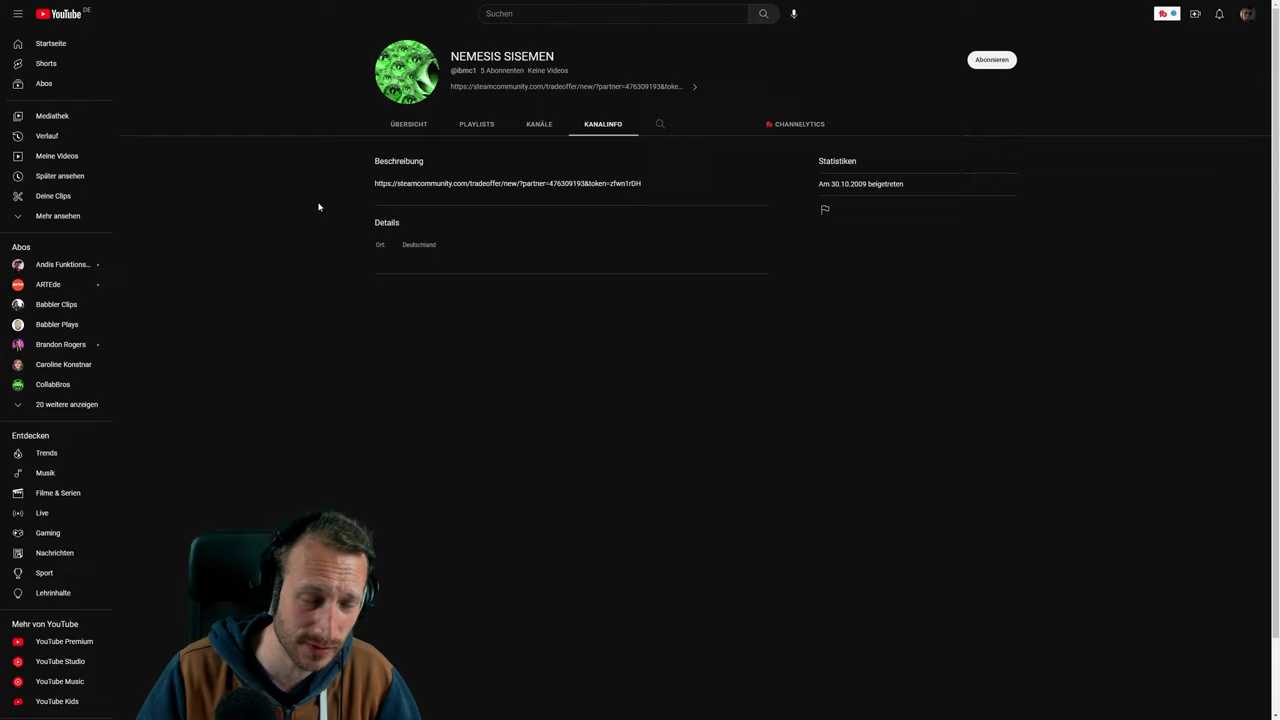 YouTube DE
Suchen
Startseite
Shorts
Abos
Mediathek
Verlauf
Meine Videos
Später ansehen
Deine Clips
Mehr ansehen
Abos
Andis Funktions...
ARTEde
Babbler Clips
Babbler Plays
Brandon Rogers
Caroline Konstnar
CollabBros
20 weitere anzeigen
Entdecken
Trends
Musik
Filme & Serien
Live
Gaming
Nachrichten
Sport
Lehrinhalte
Mehr von YouTube
YouTube Premium
YouTube Studio
YouTube Music
YouTube Kids
NEMESIS SISEMEN
@ibmc1 5 Abonnenten Keine Videos
https://steamcommunity.com/tradeoffer/new/?partner=476309193&toke...
Abonnieren
ÜBERSICHT PLAYLISTS KANÄLE KANALINFO CHANNELYTICS
Beschreibung
https://steamcommunity.com/tradeoffer/new/?partner=476309193&token=zfwn1rDH
Details
Ort: Deutschland
Statistiken
Am 30.10.2009 beigetreten